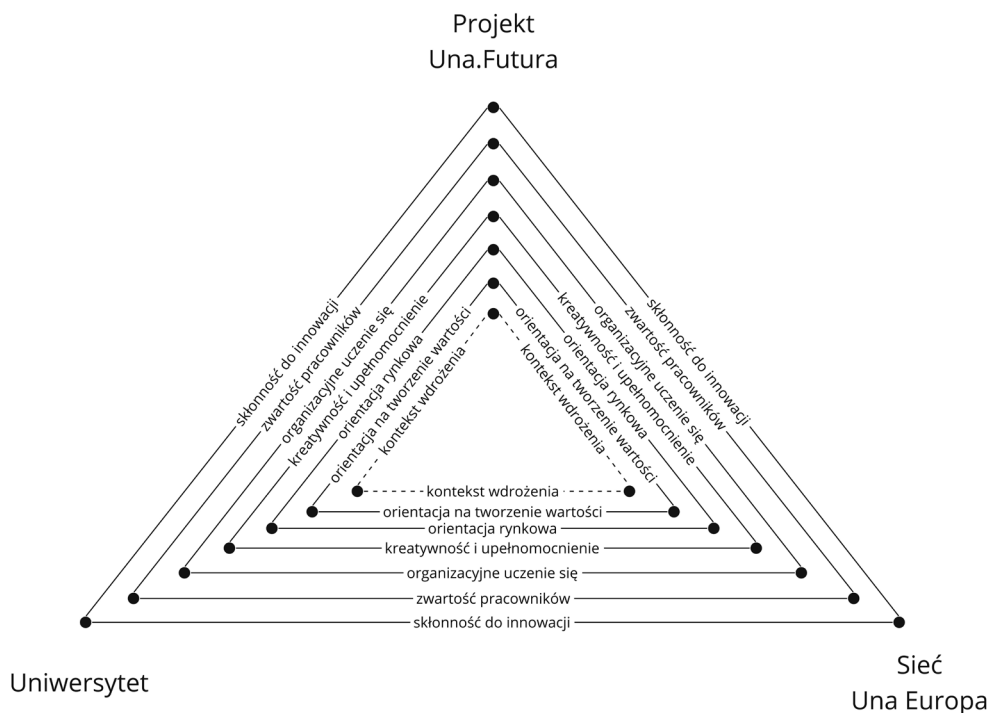 Projekt
Una.Futura
skłonność do innowacji
zwartość pracowników
organizacyjne uczenie się
kreatywność i upełnomocnienie
orientacja rynkowa
orientacja na tworzenie wartości
kontekst wdrożenia
skłonność do innowacji
zwartość pracowników
organizacyjne uczenie się
kreatywność i upełnomocnienie
orientacja rynkowa
orientacja na tworzenie wartości
kontekst wdrożenia
kontekst wdrożenia
orientacja na tworzenie wartości
orientacja rynkowa
kreatywność i upełnomocnienie
organizacyjne uczenie się
zwartość pracowników
skłonność do innowacji
Uniwersytet
Sieć
Una Europa